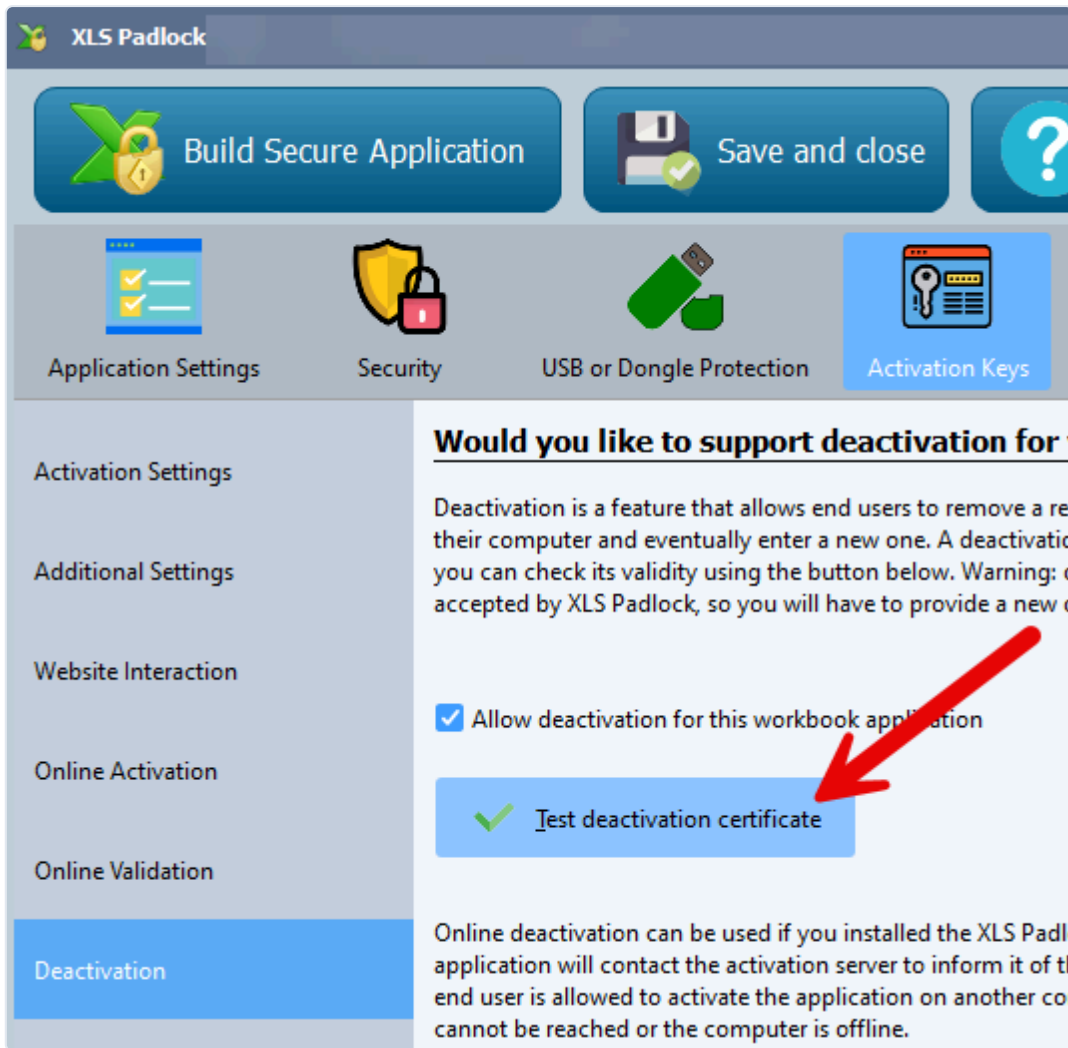 XLS Padlock
Build Secure Application
Save and close
Application Settings
Security
USB or Dongle Protection
Activation Keys
Activation Settings
Additional Settings
Website Interaction
Online Activation
Online Validation
Deactivation
Would you like to support deactivation for
Deactivation is a feature that allows end users to remove a
their computer and eventually enter a new one. A
you can check its validity using the button below. Warning:
accepted by XLS Padlock, so you will have to provide a new
Allow deactivation for this workbook application
Test deactivation certificate
Online deactivation can be used if you installed the XLS
application will contact the activation server to inform it of
end user is allowed to activate the application on another
cannot be reached or the computer is offline.